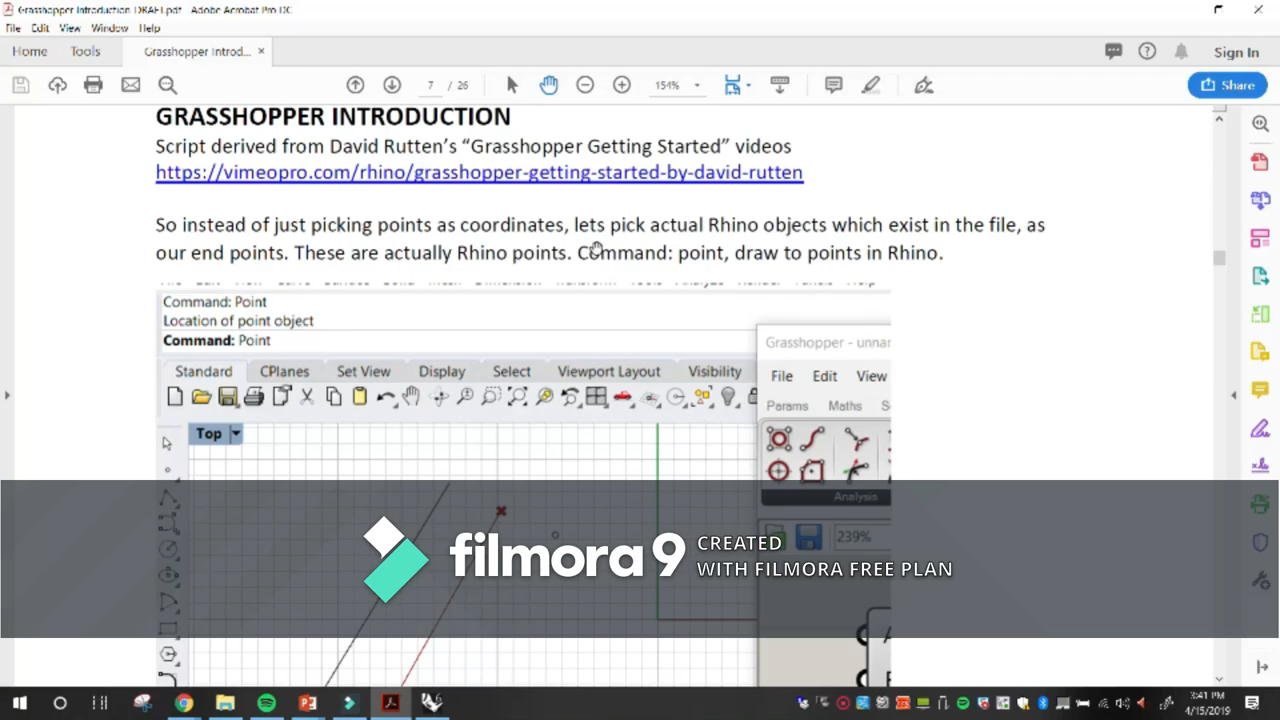 Grasshopper Introduction DRAFT.pdf - Adobe Acrobat Pro DC
File Edit View Window Help
Home Tools Grasshopper Introd... × Sign In
7 / 26 154% Share
GRASSHOPPER INTRODUCTION
Script derived from David Rutten's “Grasshopper Getting Started” videos
https://vimeopro.com/rhino/grasshopper-getting-started-by-david-rutten
So instead of just picking points as coordinates, lets pick actual Rhino objects which exist in the file, as
our end points. These are actually Rhino points. Command: point, draw to points in Rhino.
Command: Point
Location of point object
Command: Point
Grasshopper - unnar
Standard CPlanes Set View Display Select Viewport Layout Visibility
File Edit View
Params Maths S
Top
Analysis
239%
filmora9 CREATED
WITH FILMORA FREE PLAN
3:41 PM
4/15/2019